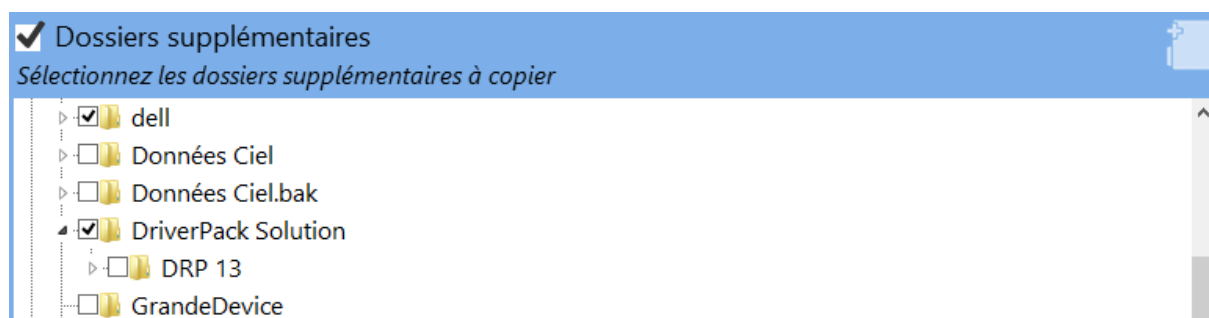 Dossiers supplémentaires
Sélectionnez les dossiers supplémentaires à copier
dell
Données Ciel
Données Ciel.bak
DriverPack Solution
DRP 13
GrandeDevice